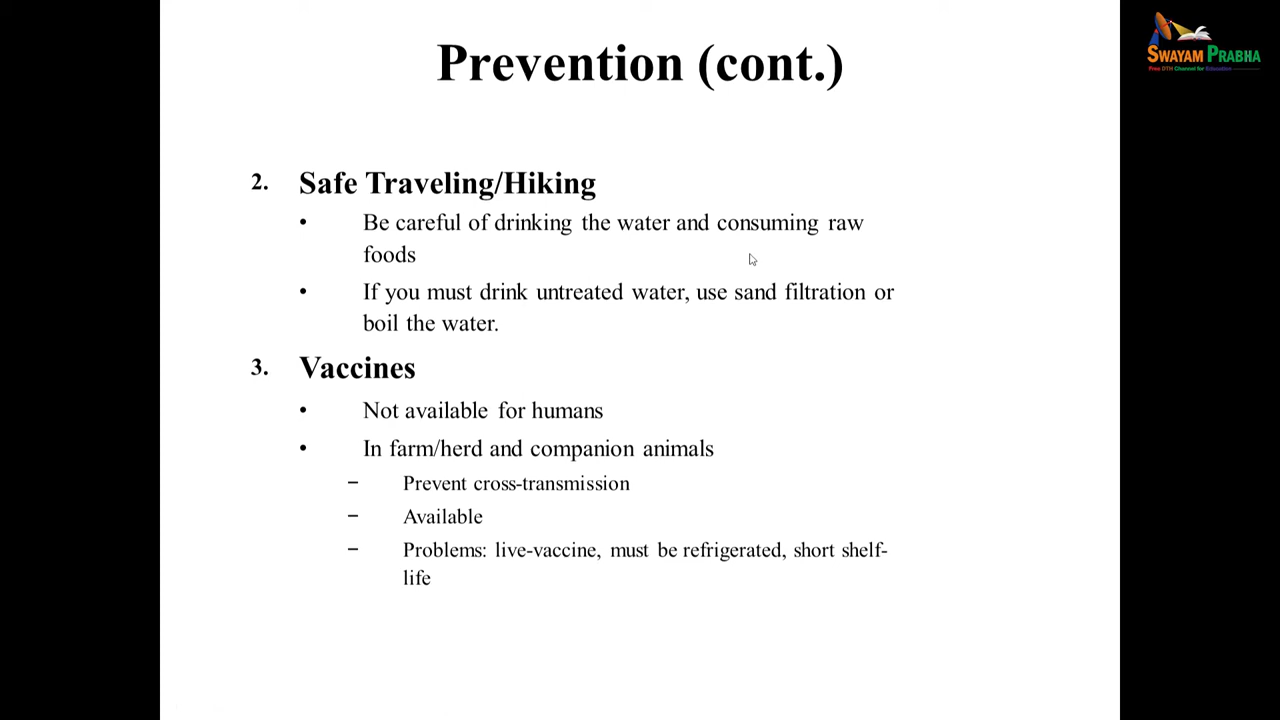 Prevention (cont.)
SWAYAM PRABHA
Free DTH Channel for Education
2. Safe Traveling/Hiking
• Be careful of drinking the water and consuming raw
foods
• If you must drink untreated water, use sand filtration or
boil the water.
3. Vaccines
• Not available for humans
• In farm/herd and companion animals
– Prevent cross-transmission
– Available
– Problems: live-vaccine, must be refrigerated, short shelf-
life